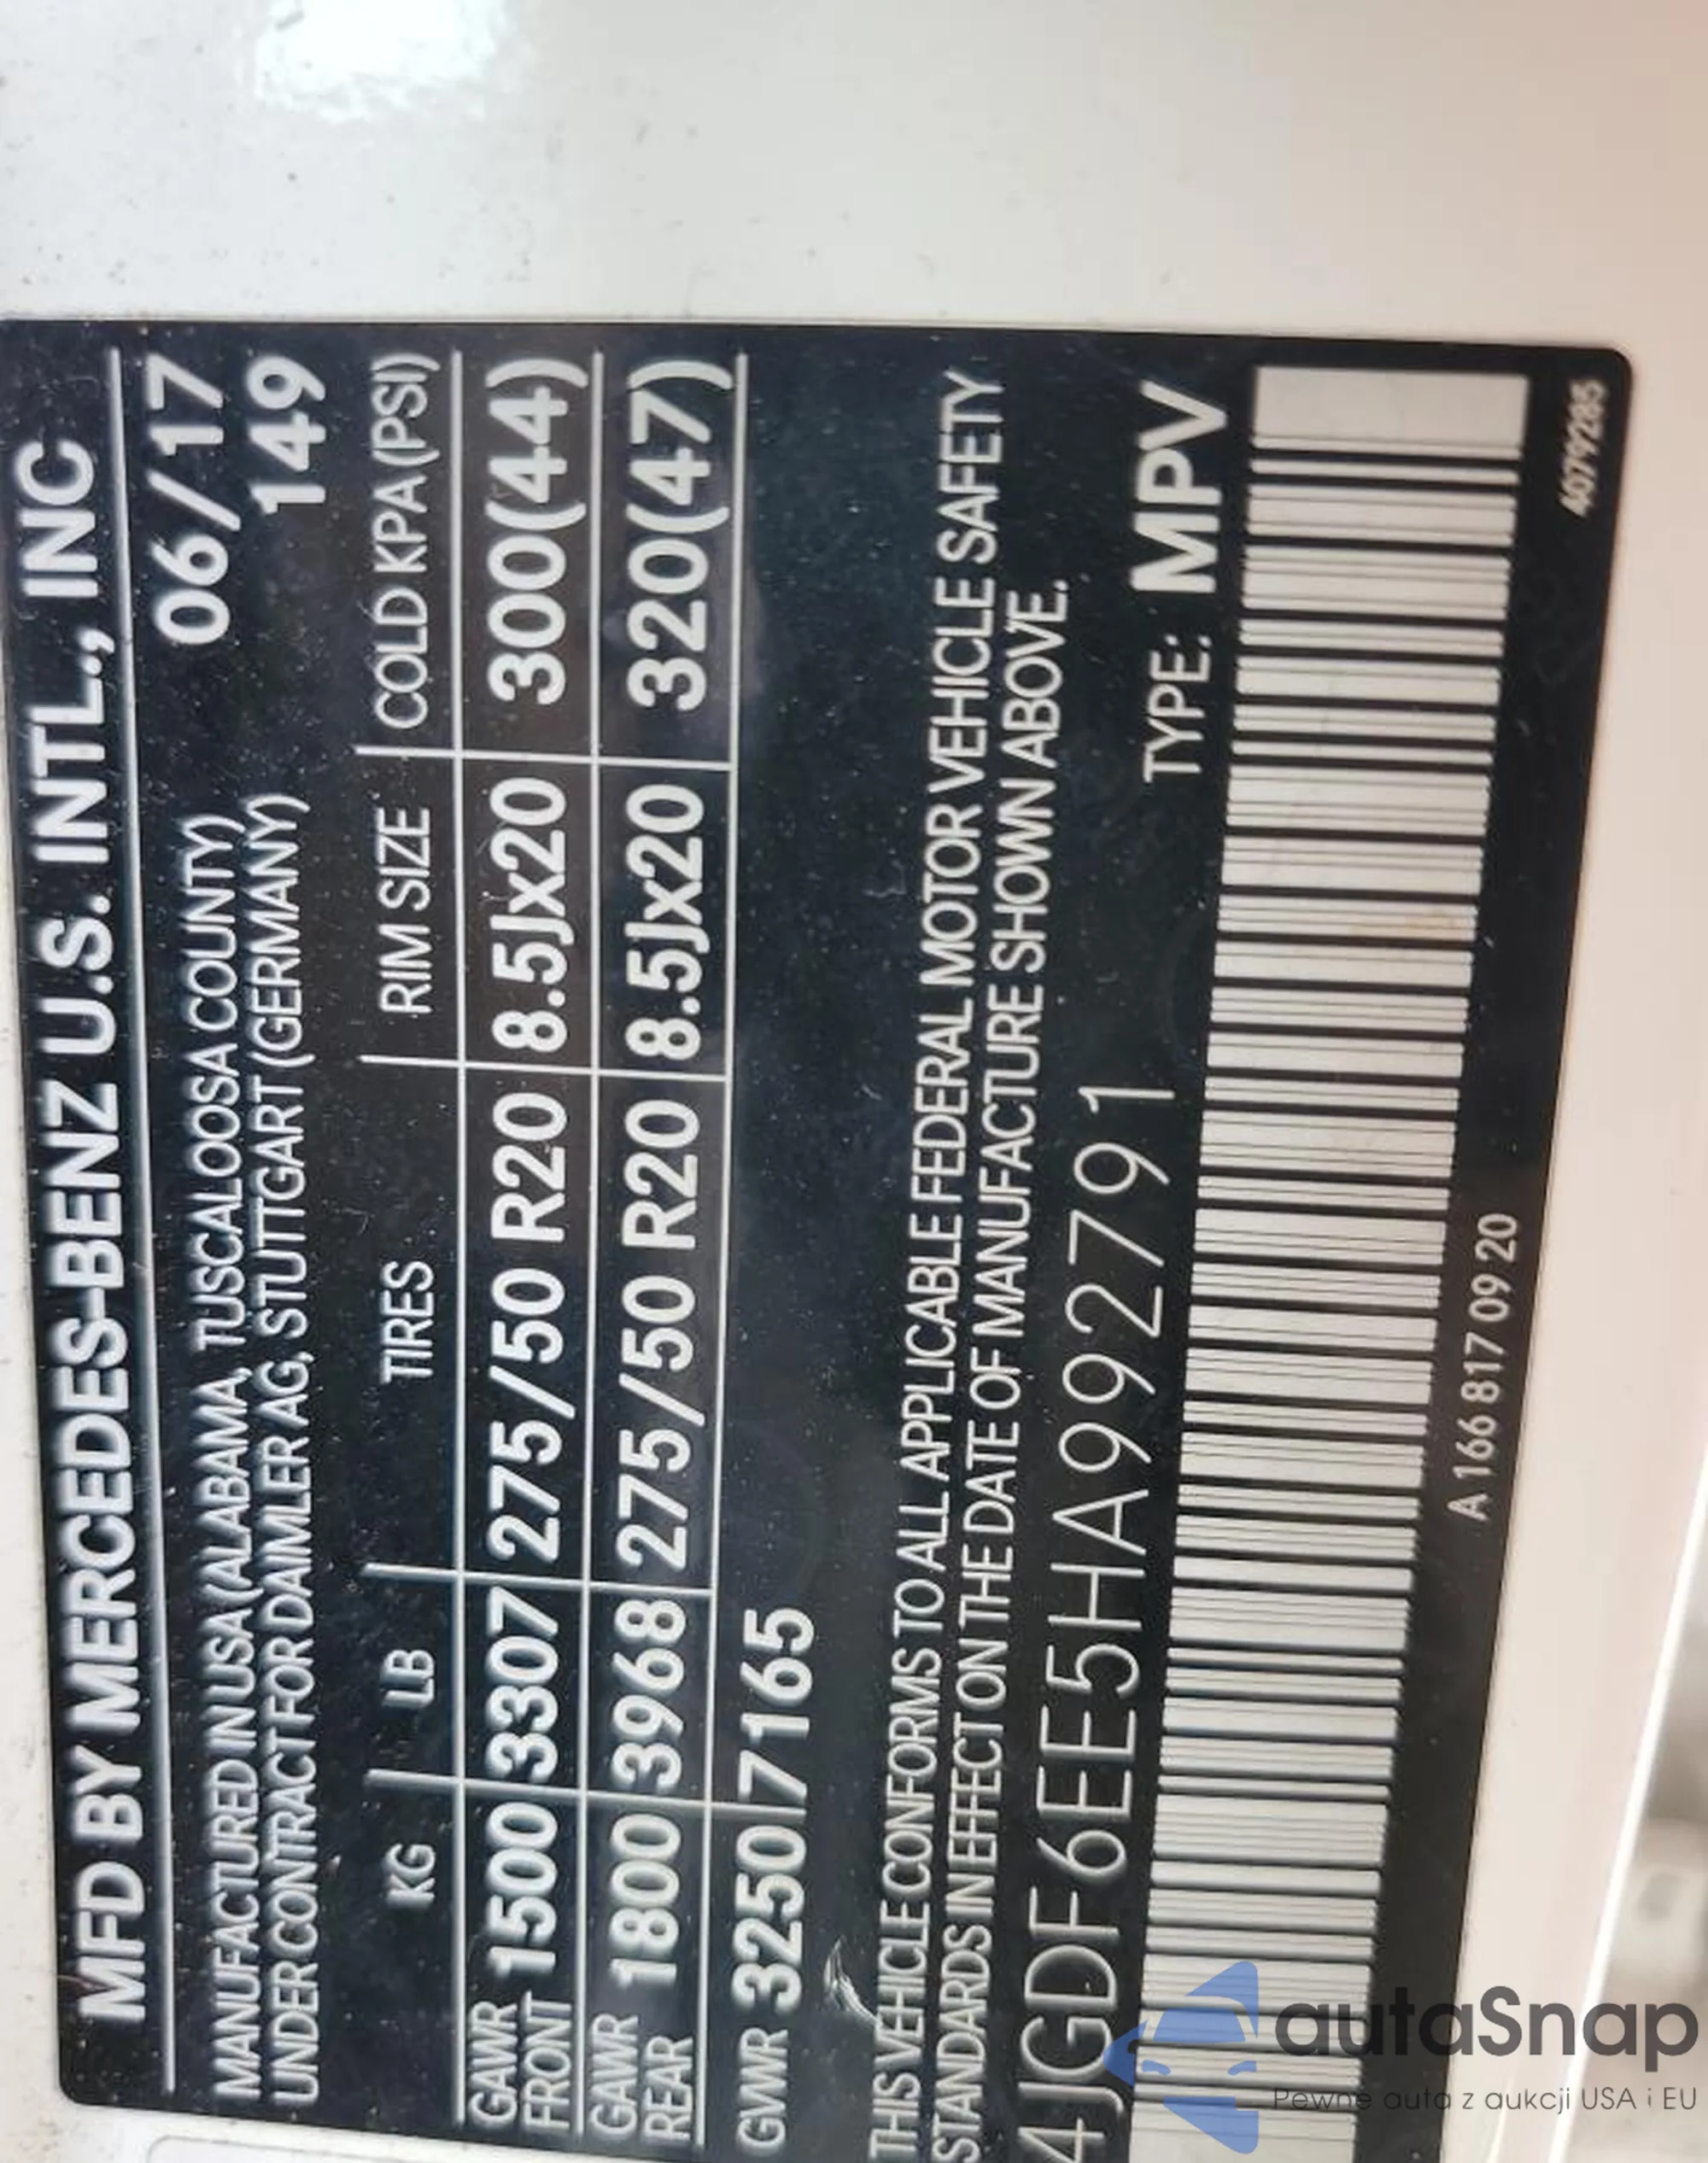 MFD BY MERCEDES-BENZ U.S. INTL., INC
MANUFACTURED IN USA (ALABAMA, TUSCALOOSA COUNTY) 06/17
UNDER CONTRACT FOR DAIMLER AG, STUTTGART (GERMANY) 149
KG LB TIRES RIM SIZE COLD KPA (PSI)
GAWR FRONT 1500 3307 275/50 R20 8.5Jx20 300(44)
GAWR REAR 1800 3968 275/50 R20 8.5Jx20 320(47)
GVWR 3250 7165
THIS VEHICLE CONFORMS TO ALL APPLICABLE FEDERAL MOTOR VEHICLE SAFETY
STANDARDS IN EFFECT ON THE DATE OF MANUFACTURE SHOWN ABOVE.
4JGDF6EE5HA992791 TYPE: MPV
A 166 817 09 20
4079285
autaSnap
Pewne auta z aukcji USA i EU